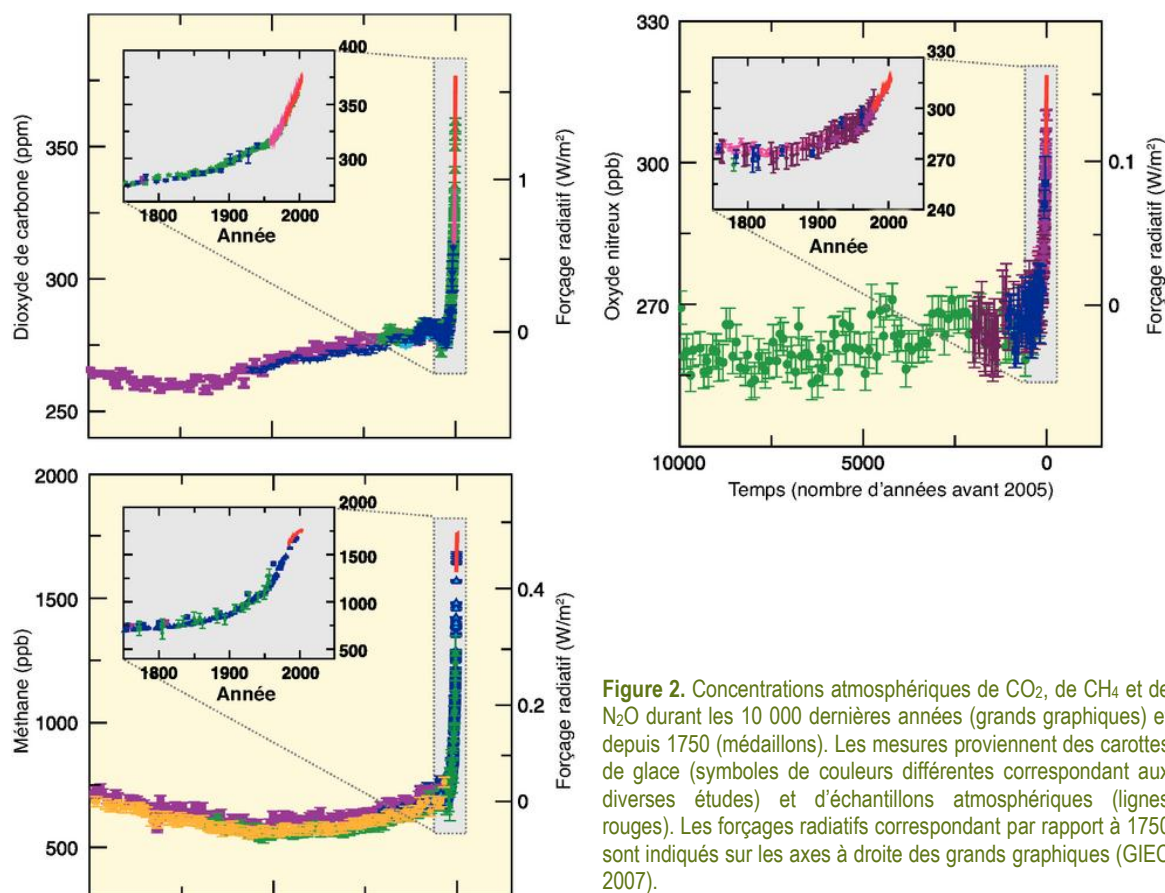 Dioxyde de carbone (ppm)
350
300
250
400
350
300
300
1800 1900 2000
Année
1
0
Forçage radiatif (W/m²)
Oxyde nitreux (ppb)
330
300
270
330
300
270
240
1800 1900 2000
Année
0.1
0
Forçage radiatif (W/m²)
10000 5000 0
Temps (nombre d'années avant 2005)
Méthane (ppb)
2000
1500
1000
500
2000
1500
1000
500
1800 1900 2000
Année
0.4
0.2
0
Forçage radiatif (W/m²)
Figure 2. Concentrations atmosphériques de CO₂, de CH₄ et de
N₂O durant les 10 000 dernières années (grands graphiques) e
depuis 1750 (médaillons). Les mesures proviennent des carottes
de glace (symboles de couleurs différentes correspondant aux
diverses études) et d'échantillons atmosphériques (lignes
rouges). Les forçages radiatifs correspondant par rapport à 1750
sont indiqués sur les axes à droite des grands graphiques (GIEC
2007).